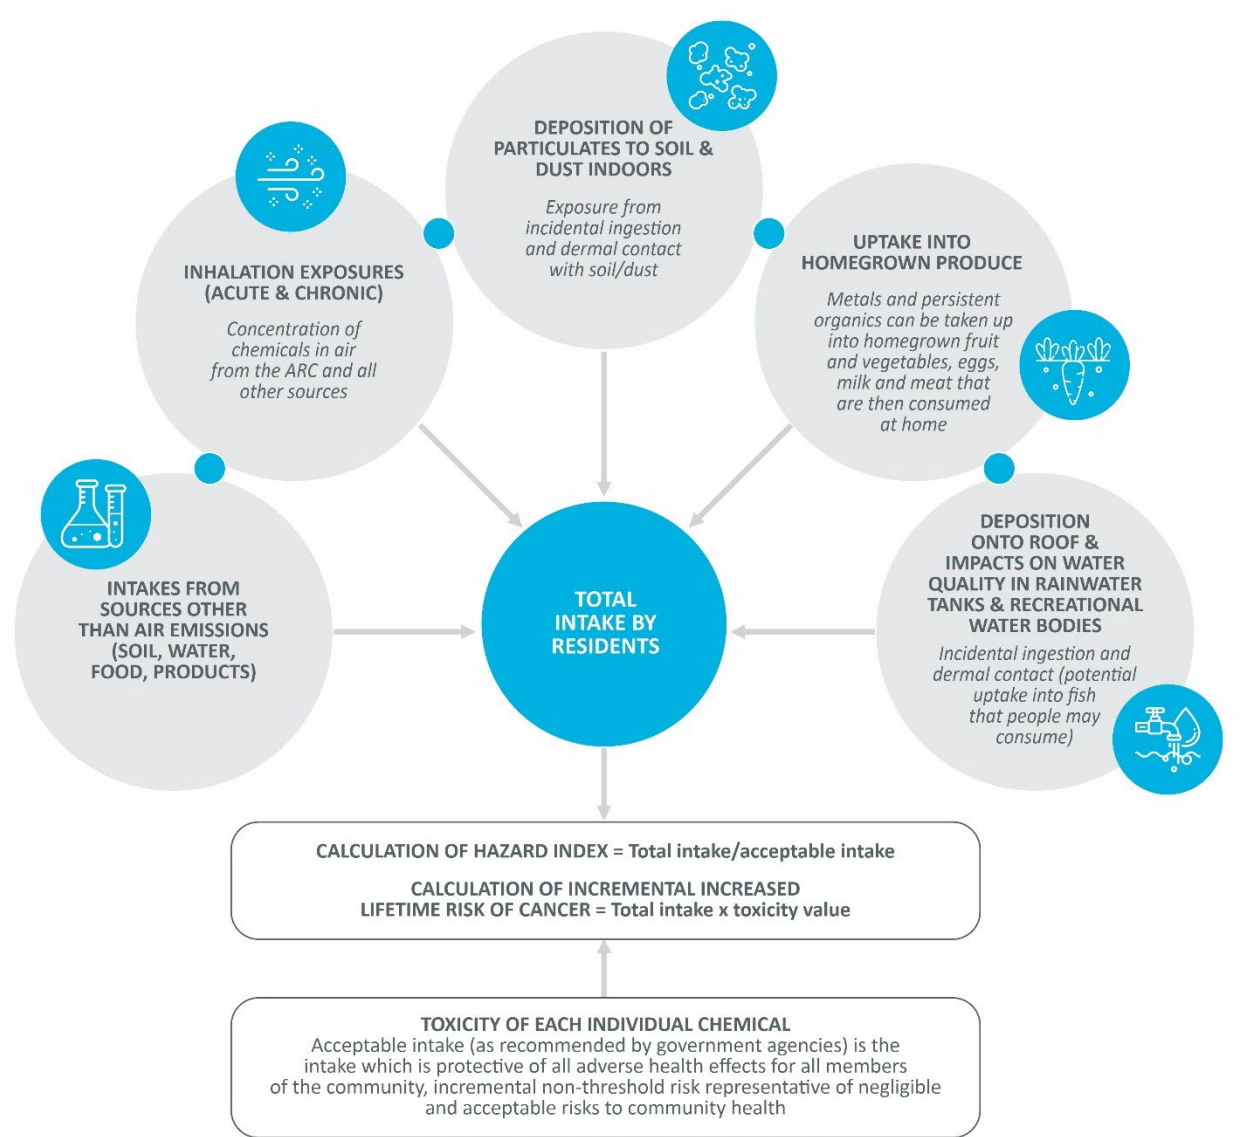 DEPOSITION OF
PARTICULATES TO SOIL &
DUST INDOORS
Exposure from
incidental ingestion
and dermal contact
with soil/dust
INHALATION EXPOSURES
(ACUTE & CHRONIC)
Concentration of
chemicals in air
from the ARC and all
other sources
UPTAKE INTO
HOMEGROWN PRODUCE
Metals and persistent
organics can be taken up
into homegrown fruit
and vegetables, eggs,
milk and meat that
are then consumed
at home
INTAKES FROM
SOURCES OTHER
THAN AIR EMISSIONS
(SOIL, WATER,
FOOD, PRODUCTS)
TOTAL
INTAKE BY
RESIDENTS
DEPOSITION
ONTO ROOF &
IMPACTS ON WATER
QUALITY IN RAINWATER
TANKS & RECREATIONAL
WATER BODIES
Incidental ingestion and
dermal contact (potential
uptake into fish
that people may
consume)
CALCULATION OF HAZARD INDEX = Total intake/acceptable intake
CALCULATION OF INCREMENTAL INCREASED
LIFETIME RISK OF CANCER = Total intake x toxicity value
TOXICITY OF EACH INDIVIDUAL CHEMICAL
Acceptable intake (as recommended by government agencies) is the
intake which is protective of all adverse health effects for all members
of the community, incremental non-threshold risk representative of negligible
and acceptable risks to community health